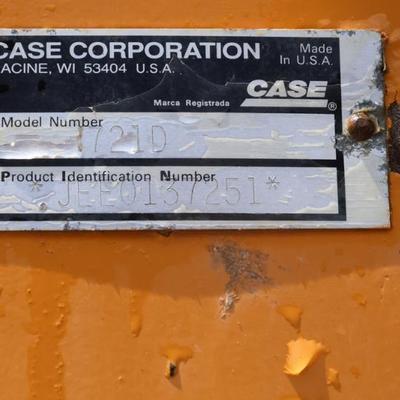 CASE CORPORATION
ACINE, WI 53404 U.S.A.
Made
In U.S.A.
CASE
®
Marca Registrada
Model Number
721D
Product Identification Number
*JEE0137251*